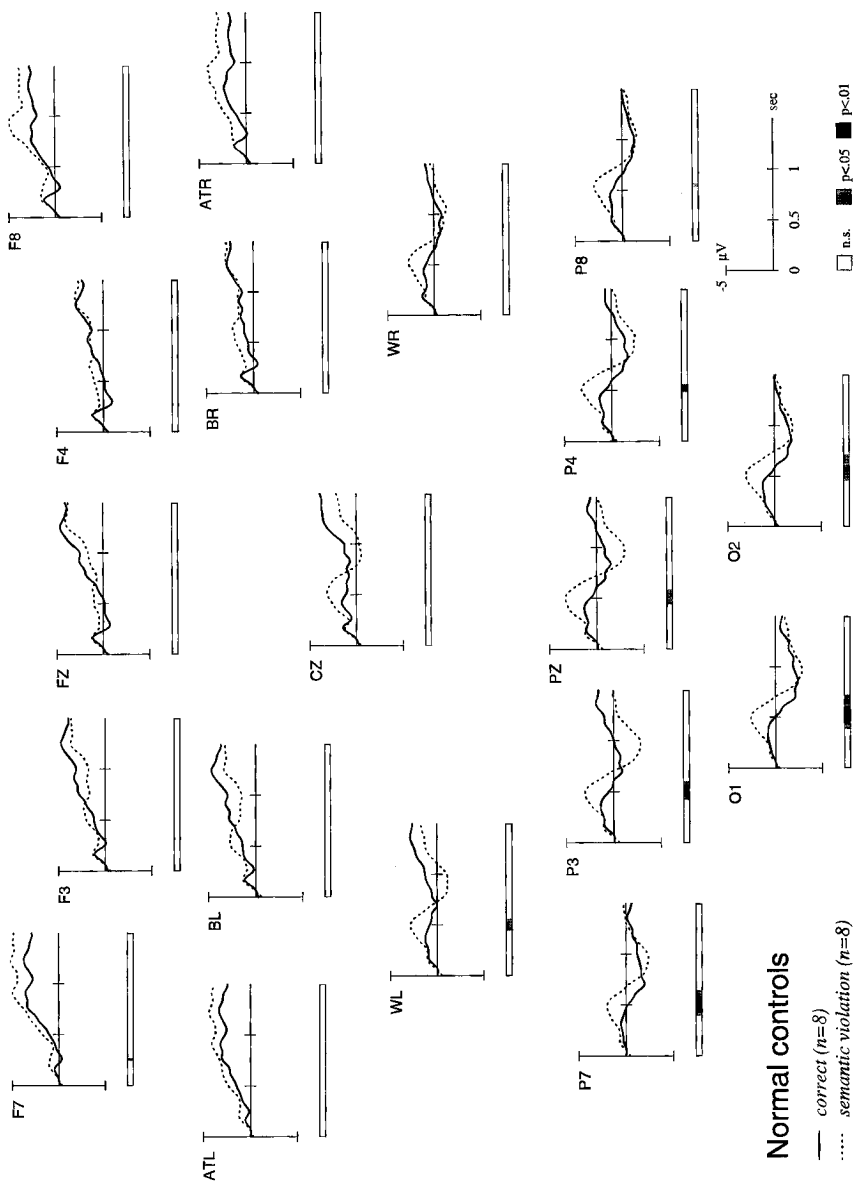 F7
F3
FZ
F4
F8
ATL
BL
BR
ATR
CZ
WL
WR
P7
P3
PZ
P4
P8
O1
O2
Normal controls
correct (n=8)
semantic violation (n=8)
-5 μV
0 0.5 1 sec
n.s. p<.05 p<.01